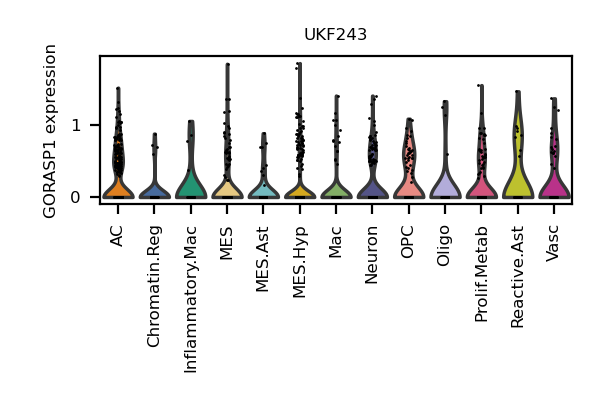 UKF243
GORASP1 expression
1
0
AC
Chromatin.Reg
Inflammatory.Mac
MES
MES.Ast
MES.Hyp
Mac
Neuron
OPC
Oligo
Prolif.Metab
Reactive.Ast
Vasc